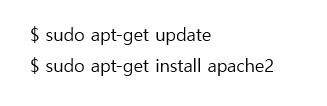 $ sudo apt-get update
$ sudo apt-get install apache2